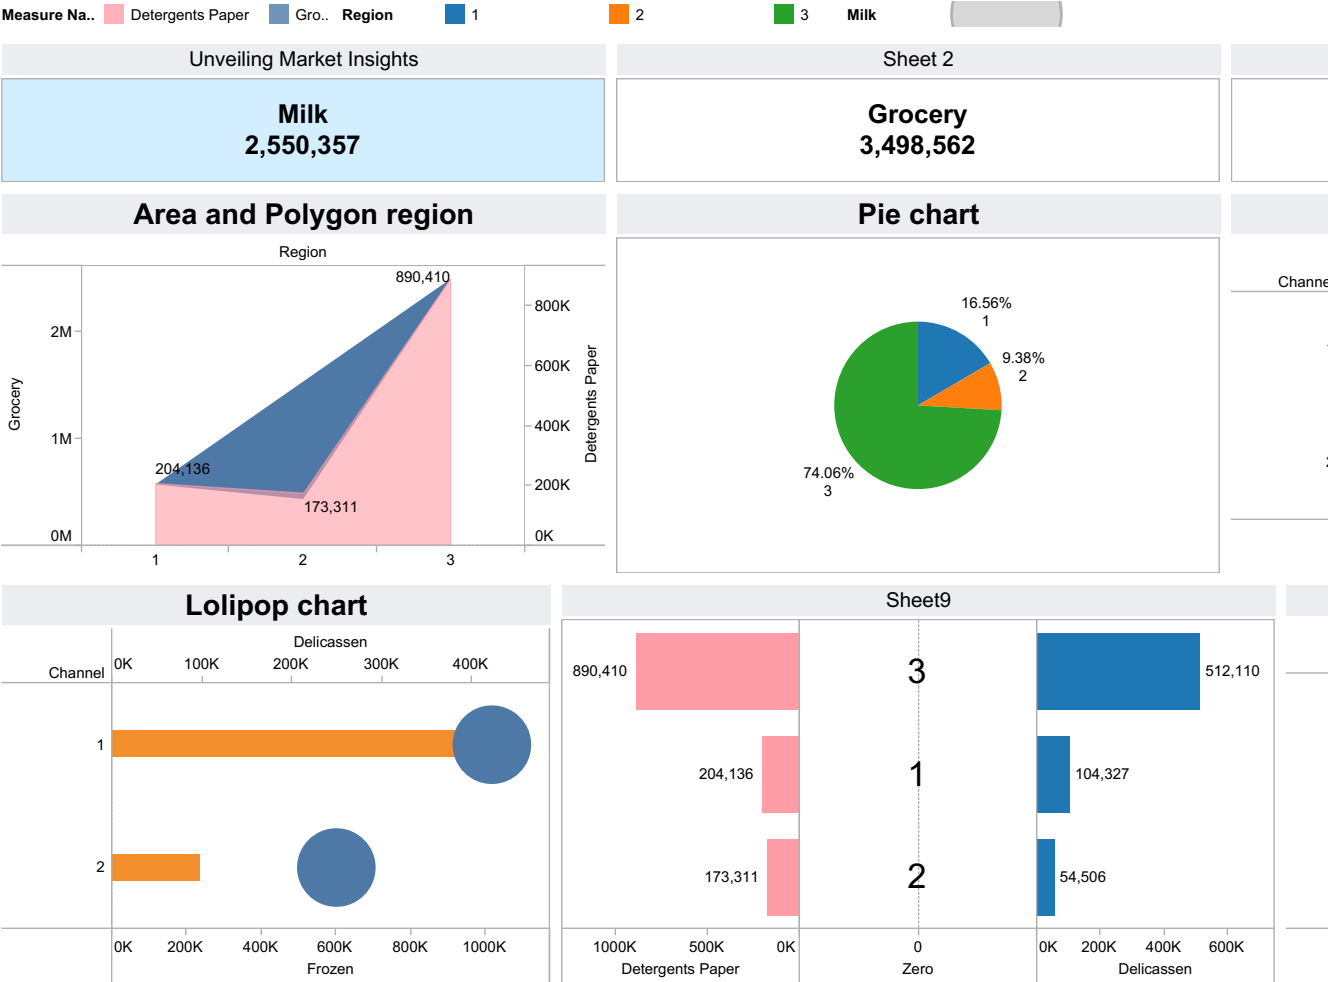 Measure Na.. Detergents Paper Gro.. Region 1 2 3 Milk
Unveiling Market Insights
Sheet 2
Milk
2,550,357
Grocery
3,498,562
Area and Polygon region
Pie chart
Region
890,410
204,136
173,311
2M
1M
0M
Grocery
800K
600K
400K
200K
0K
Detergents Paper
1 2 3
16.56%
1
9.38%
2
74.06%
3
Channe
Lolipop chart
Sheet9
Delicassen
Channel 0K 100K 200K 300K 400K
1
2
0K 200K 400K 600K 800K 1000K
Frozen
890,410 3 512,110
204,136 1 104,327
173,311 2 54,506
1000K 500K 0K 0 0K 200K 400K 600K
Detergents Paper Zero Delicassen